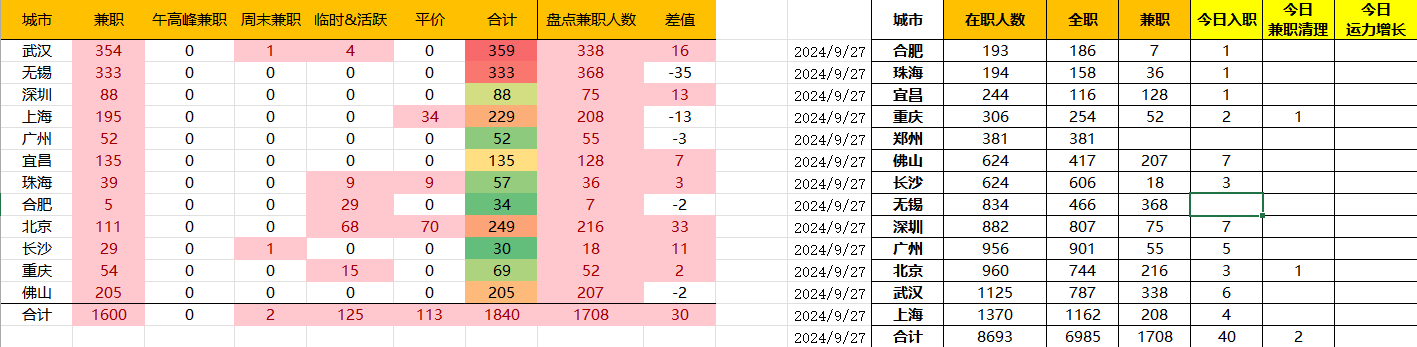 城市 兼职 午高峰兼职 周末兼职 临时&活跃 平价 合计 盘点兼职人数 差值
武汉 354 0 1 4 0 359 338 16
无锡 333 0 0 0 0 333 368 -35
深圳 88 0 0 0 0 88 75 13
上海 195 0 0 0 34 229 208 -13
广州 52 0 0 0 0 52 55 -3
宜昌 135 0 0 0 0 135 128 7
珠海 39 0 0 9 9 57 36 3
合肥 5 0 0 29 0 34 7 -2
北京 111 0 0 68 70 249 216 33
长沙 29 0 1 0 0 30 18 11
重庆 54 0 0 15 0 69 52 2
佛山 205 0 0 0 0 205 207 -2
合计 1600 0 2 125 113 1840 1708 30
城市 在职人数 全职 兼职 今日入职 今日兼职清理 今日运力增长
2024/9/27 合肥 193 186 7 1
2024/9/27 珠海 194 158 36 1
2024/9/27 宜昌 244 116 128 1
2024/9/27 重庆 306 254 52 2 1
2024/9/27 郑州 381 381
2024/9/27 佛山 624 417 207 7
2024/9/27 长沙 624 606 18 3
2024/9/27 无锡 834 466 368
2024/9/27 深圳 882 807 75 7
2024/9/27 广州 956 901 55 5
2024/9/27 北京 960 744 216 3 1
2024/9/27 武汉 1125 787 338 6
2024/9/27 上海 1370 1162 208 4
2024/9/27 合计 8693 6985 1708 40 2